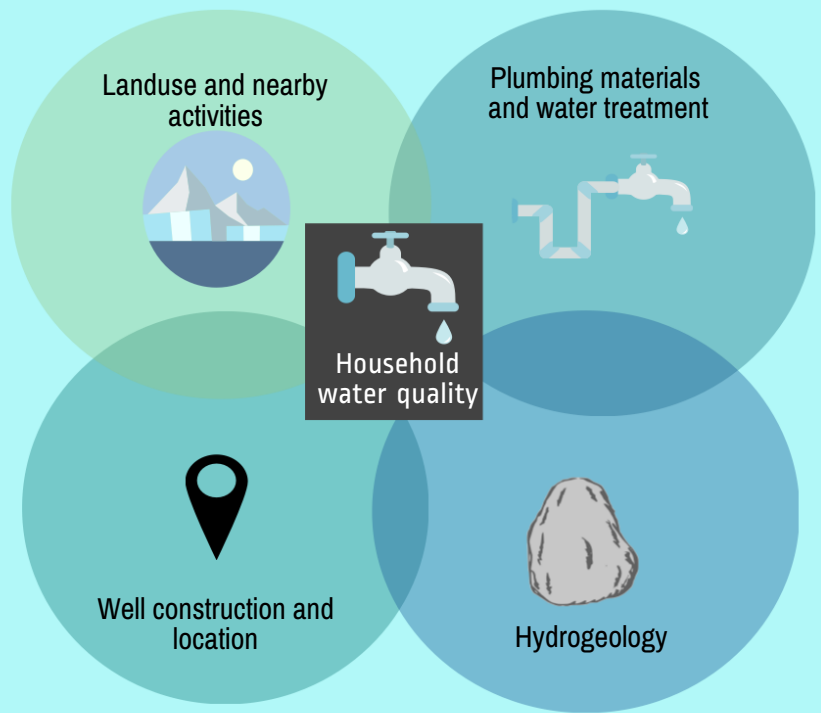 Landuse and nearby
activities
Plumbing materials
and water treatment
Household
water quality
Well construction and
location
Hydrogeology